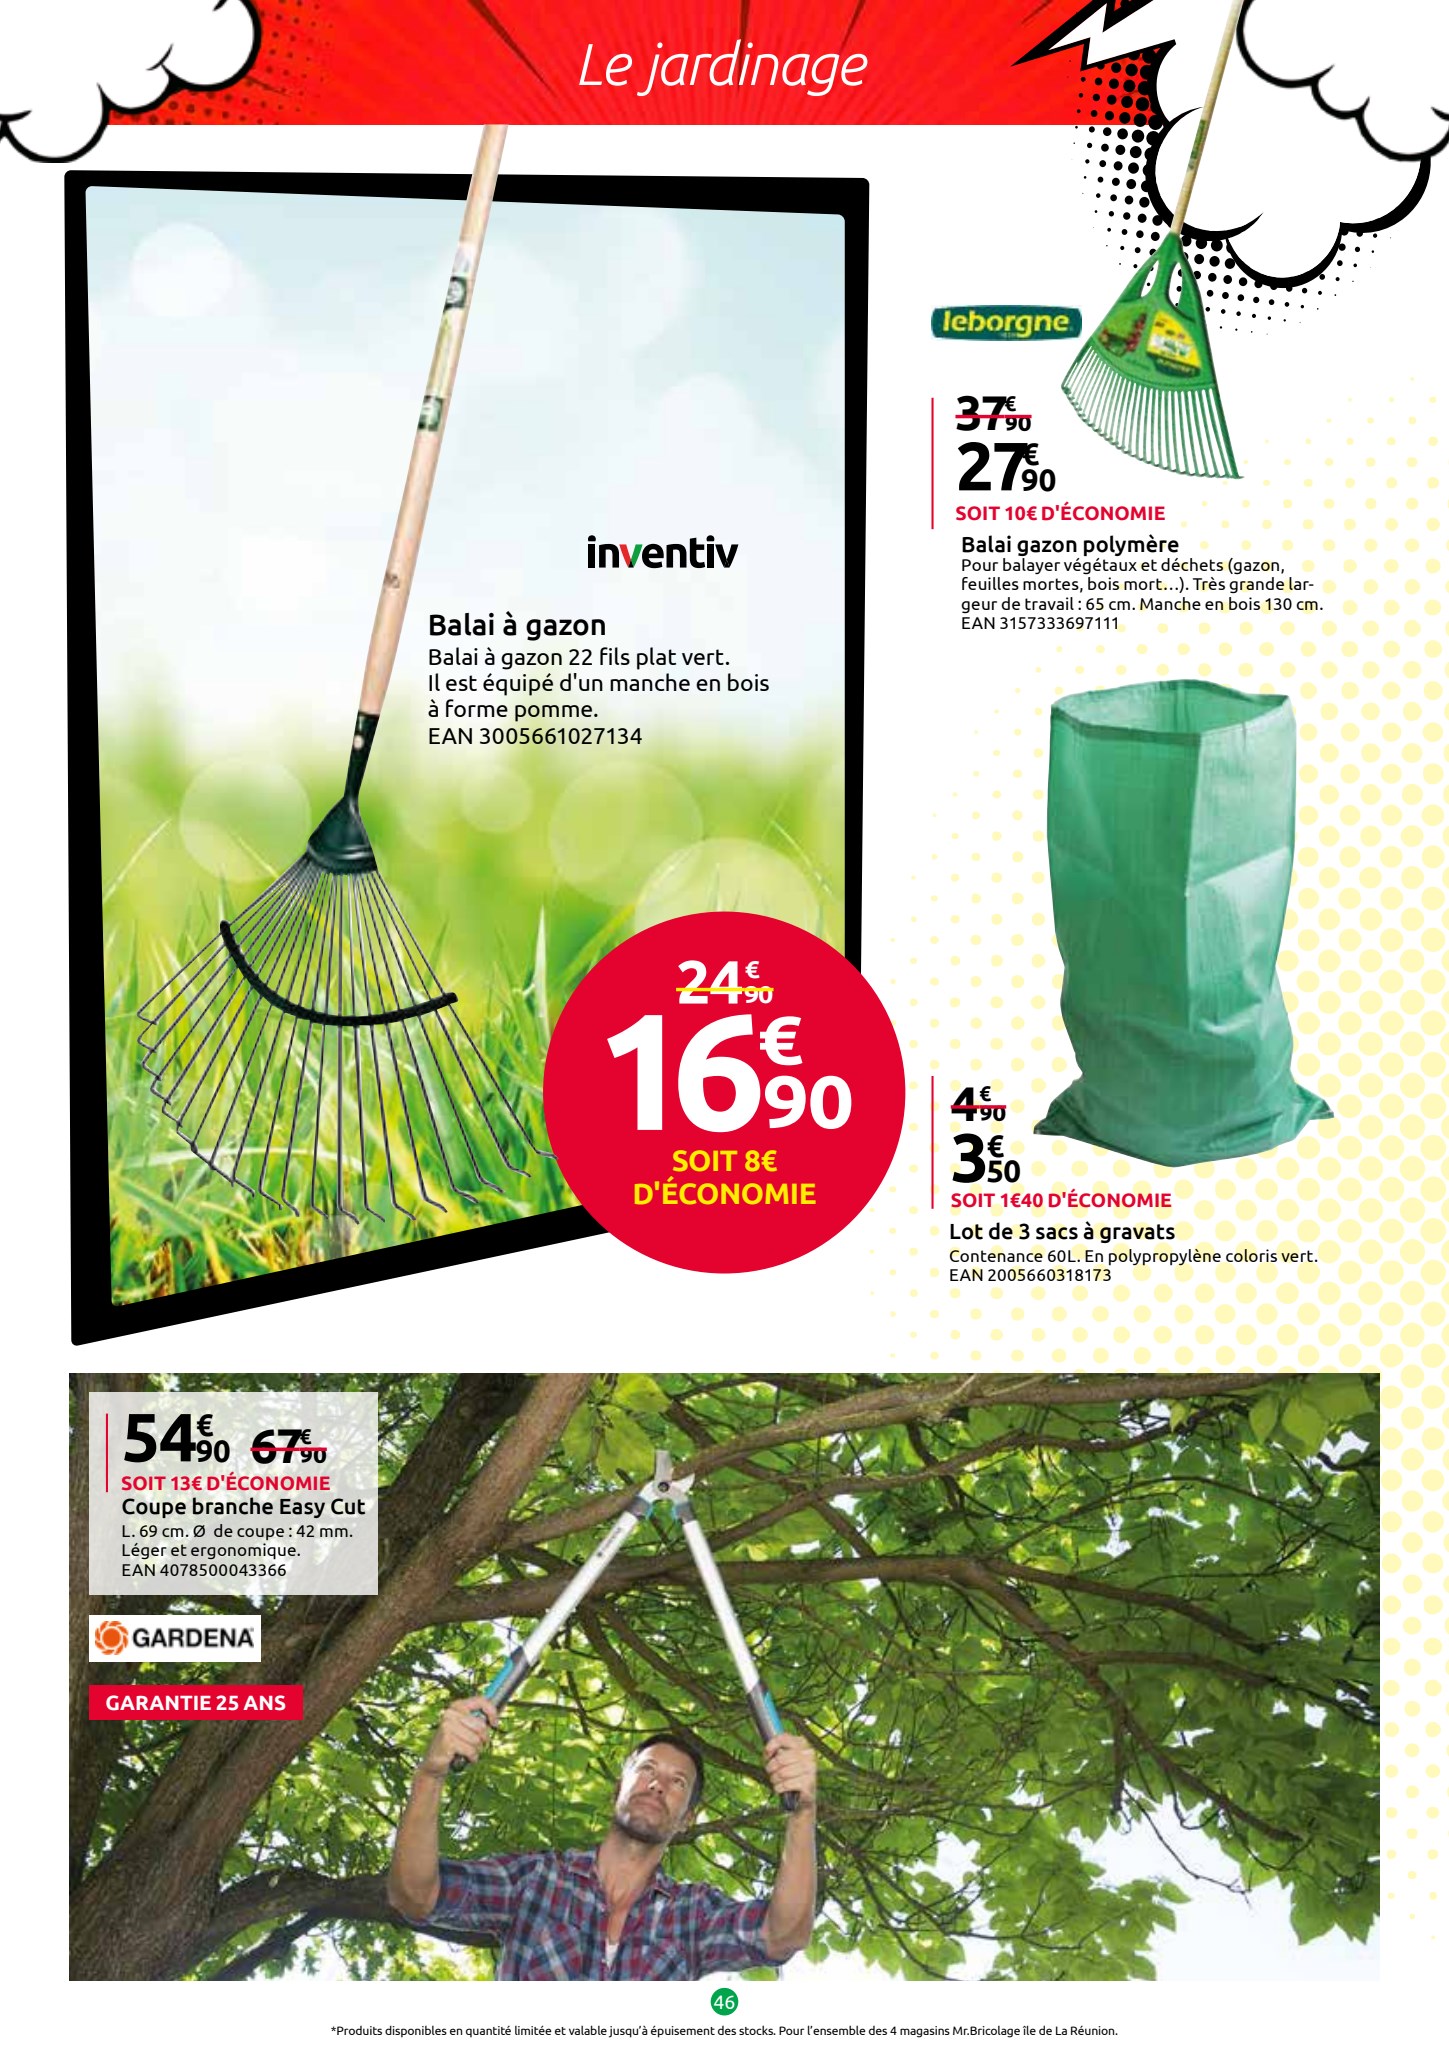 Le jardinage
inventiv
Balai à gazon
Balai à gazon 22 fils plat vert.
Il est équipé d'un manche en bois
à forme pomme.
EAN 3005661027134
24€90
16€90
SOIT 8€
D'ÉCONOMIE
leborgne
37€90
27€90
SOIT 10€ D'ÉCONOMIE
Balai gazon polymère
Pour balayer végétaux et déchets (gazon,
feuilles mortes, bois mort…). Très grande lar-
geur de travail : 65 cm. Manche en bois 130 cm.
EAN 3157333697111
4€90
3€50
SOIT 1€40 D'ÉCONOMIE
Lot de 3 sacs à gravats
Contenance 60L. En polypropylène coloris vert.
EAN 2005660318173
54€90 67€90
SOIT 13€ D'ÉCONOMIE
Coupe branche Easy Cut
L. 69 cm. Ø de coupe : 42 mm.
Léger et ergonomique.
EAN 4078500043366
GARDENA
GARANTIE 25 ANS
46
*Produits disponibles en quantité limitée et valable jusqu'à épuisement des stocks. Pour l'ensemble des 4 magasins Mr.Bricolage île de La Réunion.